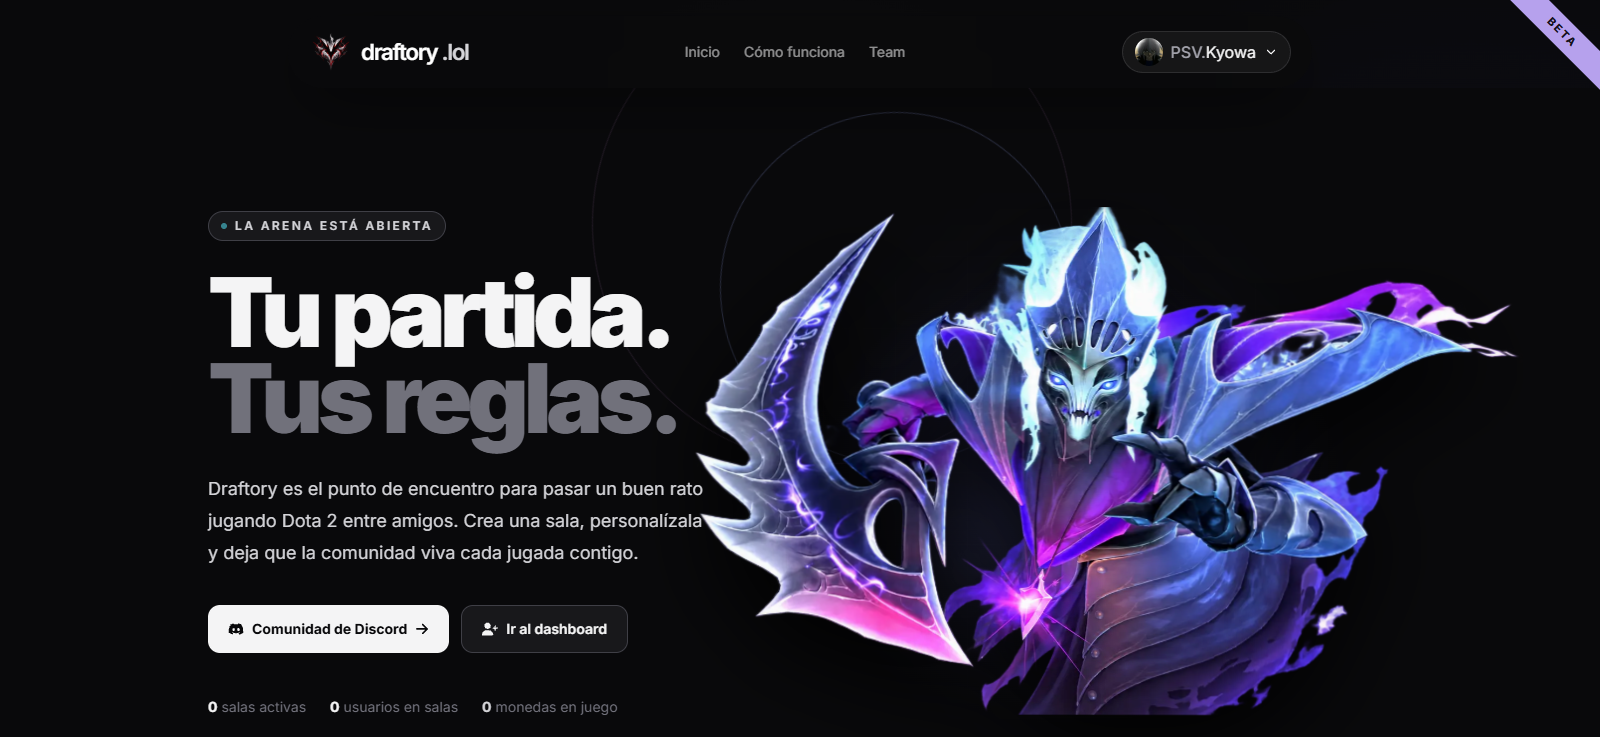 draftory .lol
Inicio Cómo funciona Team
PSV.Kyowa
BETA
LA ARENA ESTÁ ABIERTA
Tu partida.
Tus reglas.
Draftory es el punto de encuentro para pasar un buen rato
jugando Dota 2 entre amigos. Crea una sala, personalízala
y deja que la comunidad viva cada jugada contigo.
Comunidad de Discord →
Ir al dashboard
0 salas activas 0 usuarios en salas 0 monedas en juego